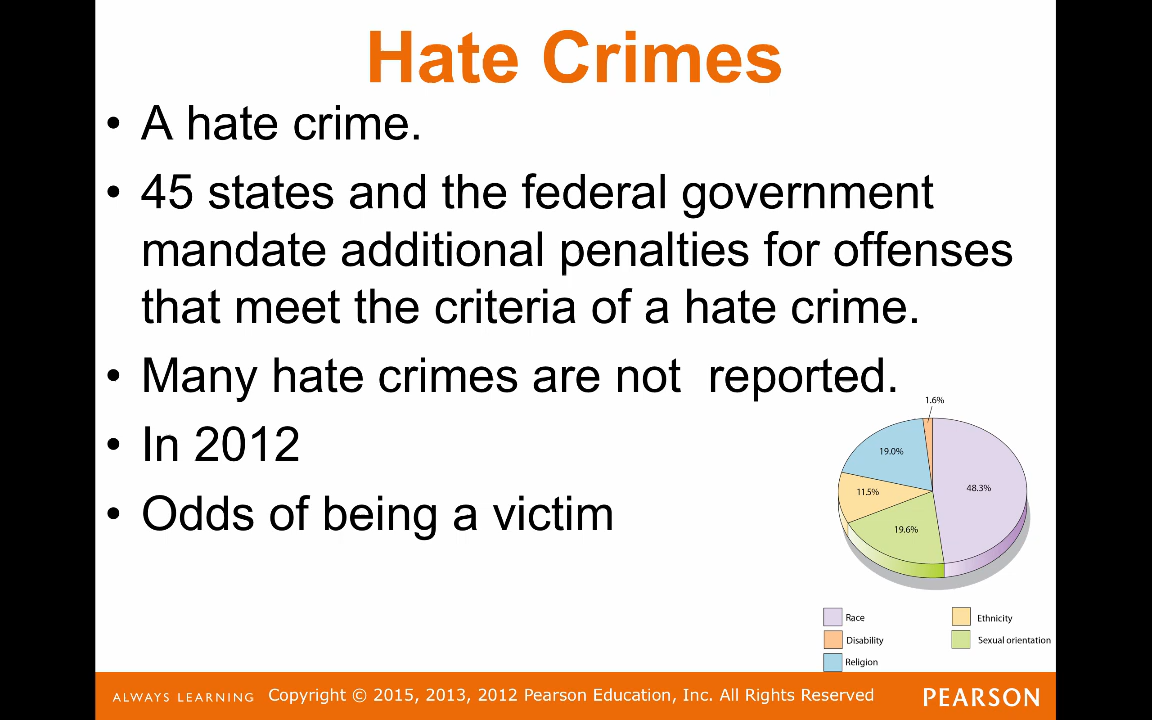 Hate Crimes
• A hate crime.
• 45 states and the federal government
mandate additional penalties for offenses
that meet the criteria of a hate crime.
• Many hate crimes are not  reported.
• In 2012
• Odds of being a victim
1.6%
19.0%
48.3%
11.5%
19.6%
Race
Ethnicity
Disability
Sexual orientation
Religion
ALWAYS LEARNING Copyright © 2015, 2013, 2012 Pearson Education, Inc. All Rights Reserved PEARSON